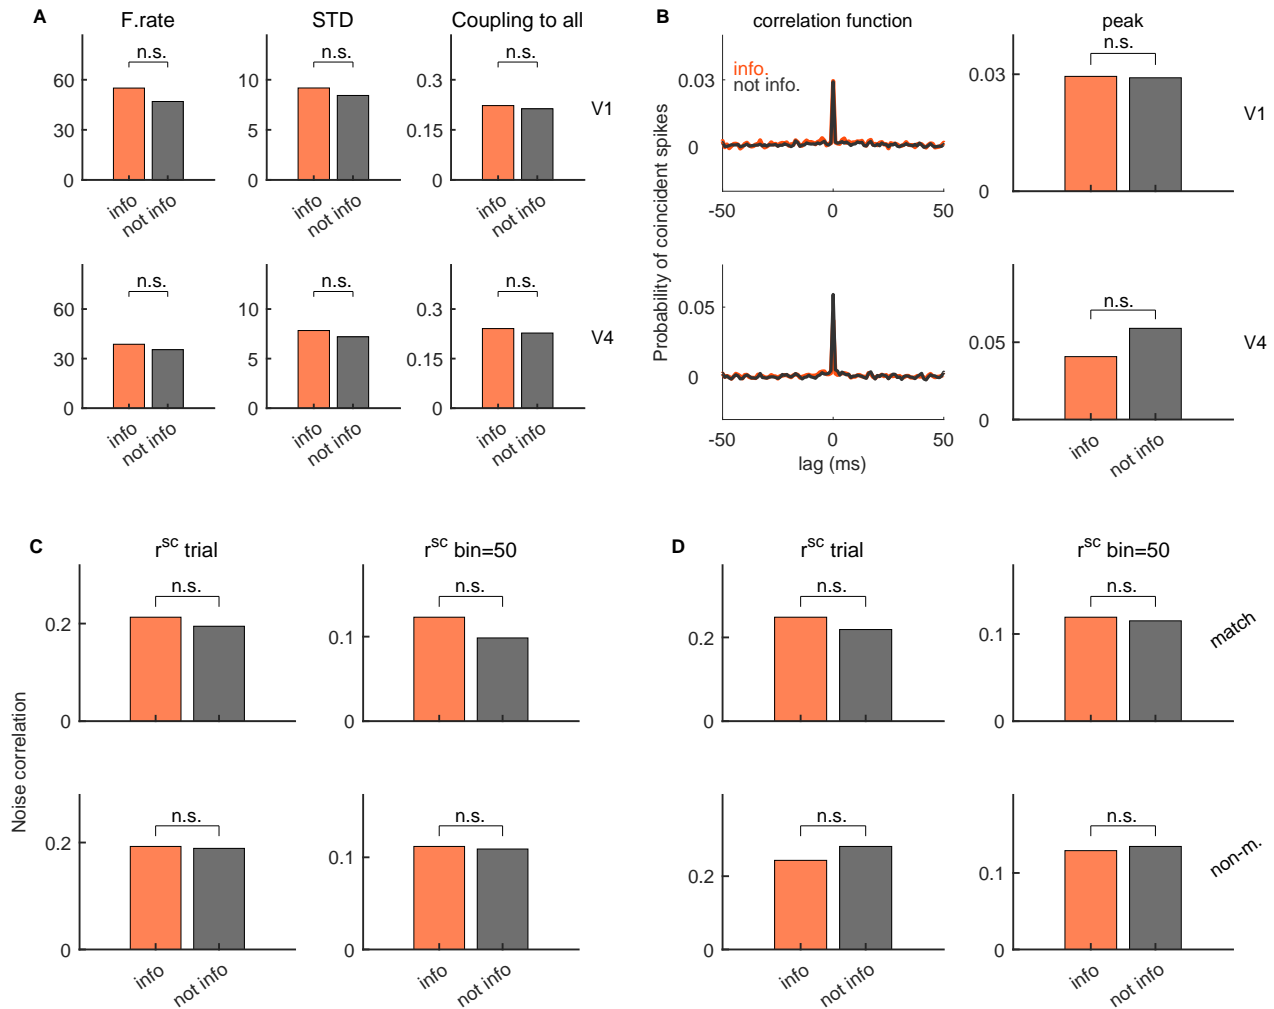 A
F.rate
STD
Coupling to all
n.s.
n.s.
n.s.
60
30
0
10
5
0
0.3
0.15
0
V1
info
not info
info
not info
info
not info
n.s.
n.s.
n.s.
60
30
0
10
5
0
0.3
0.15
0
V4
info
not info
info
not info
info
not info
B
correlation function
peak
Probability of coincident spikes
info.
not info.
0.03
0
-50
0
50
n.s.
0.03
0
V1
0.05
0
-50
0
50
lag (ms)
n.s.
0.05
0
V4
info
not info
C
r^sc trial
r^sc bin=50
Noise correlation
n.s.
0.2
0
n.s.
0.1
0
n.s.
0.2
0
info
not info
n.s.
0.1
0
info
not info
D
r^sc trial
r^sc bin=50
n.s.
0.2
0
n.s.
0.1
0
match
n.s.
0.2
0
info
not info
n.s.
0.1
0
info
not info
non-m.